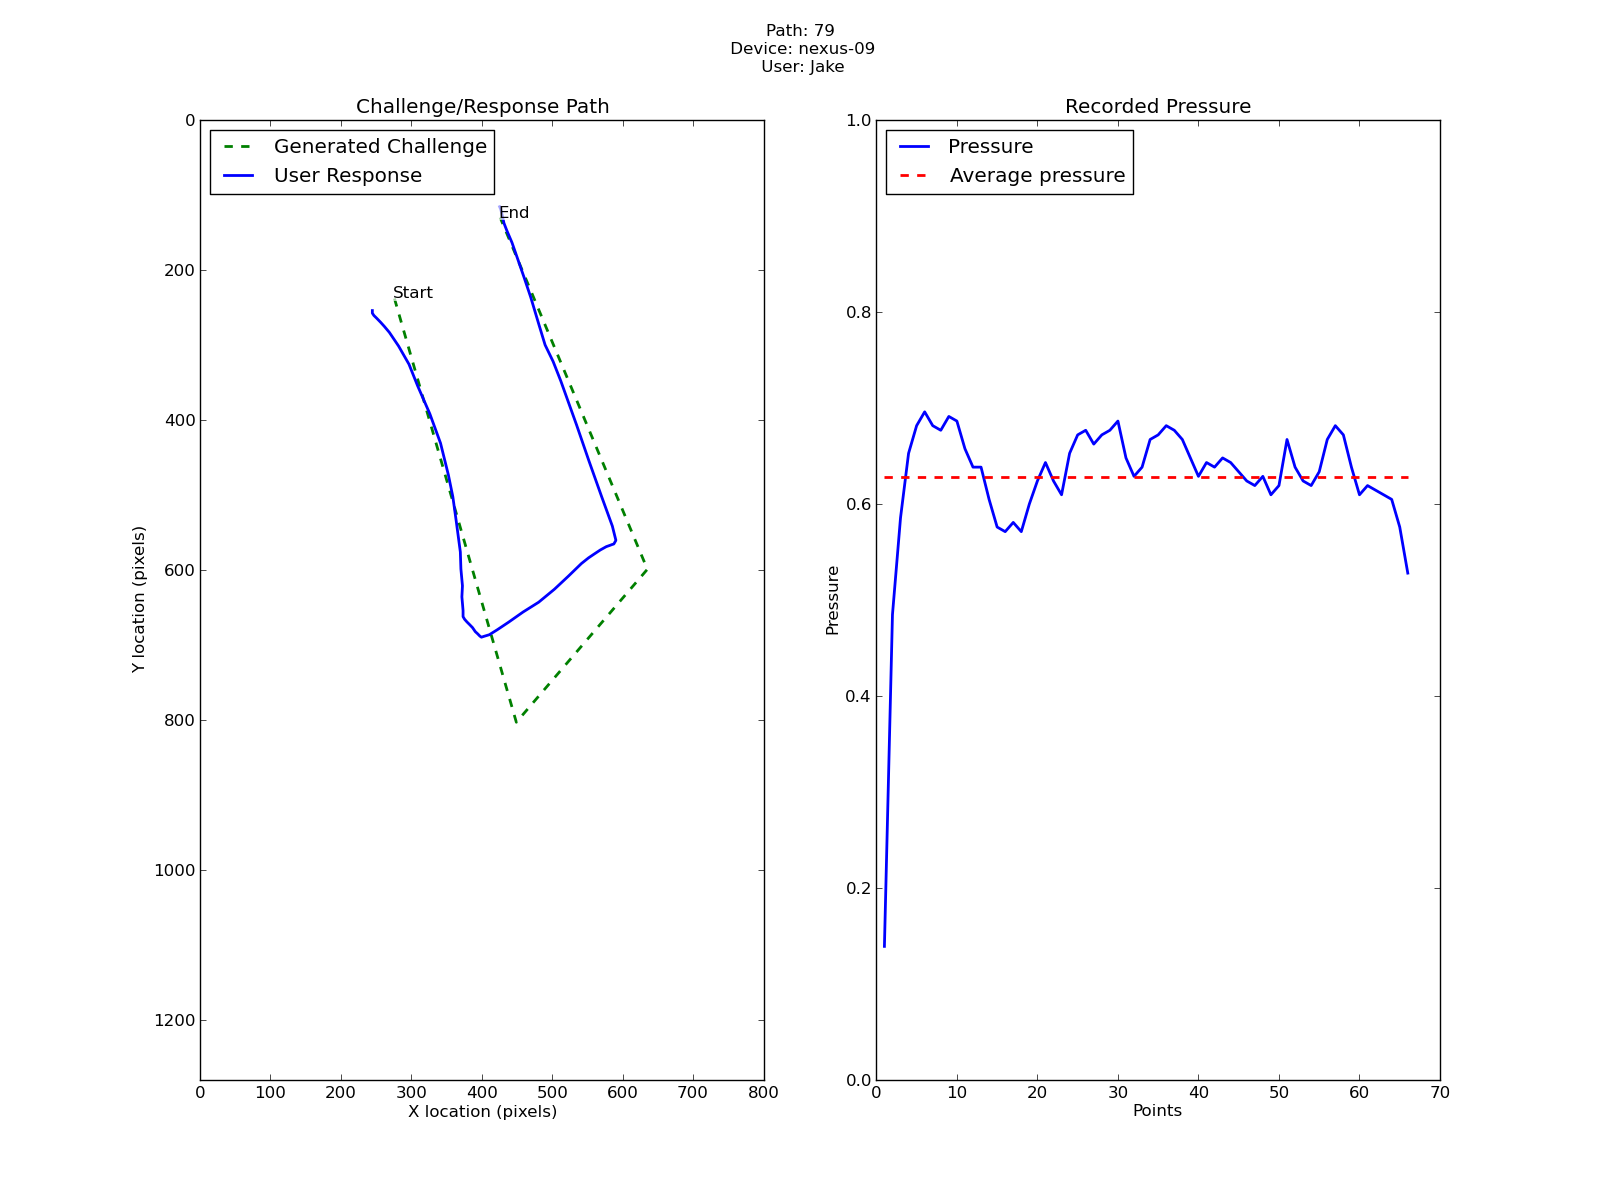 Path: 79
Device: nexus-09
User: Jake
Challenge/Response Path
Generated Challenge
User Response
End
Start
0
200
400
600
800
1000
1200
Y location (pixels)
0 100 200 300 400 500 600 700 800
X location (pixels)
Recorded Pressure
Pressure
Average pressure
1.0
0.8
0.6
0.4
0.2
0.0
Pressure
0 10 20 30 40 50 60 70
Points